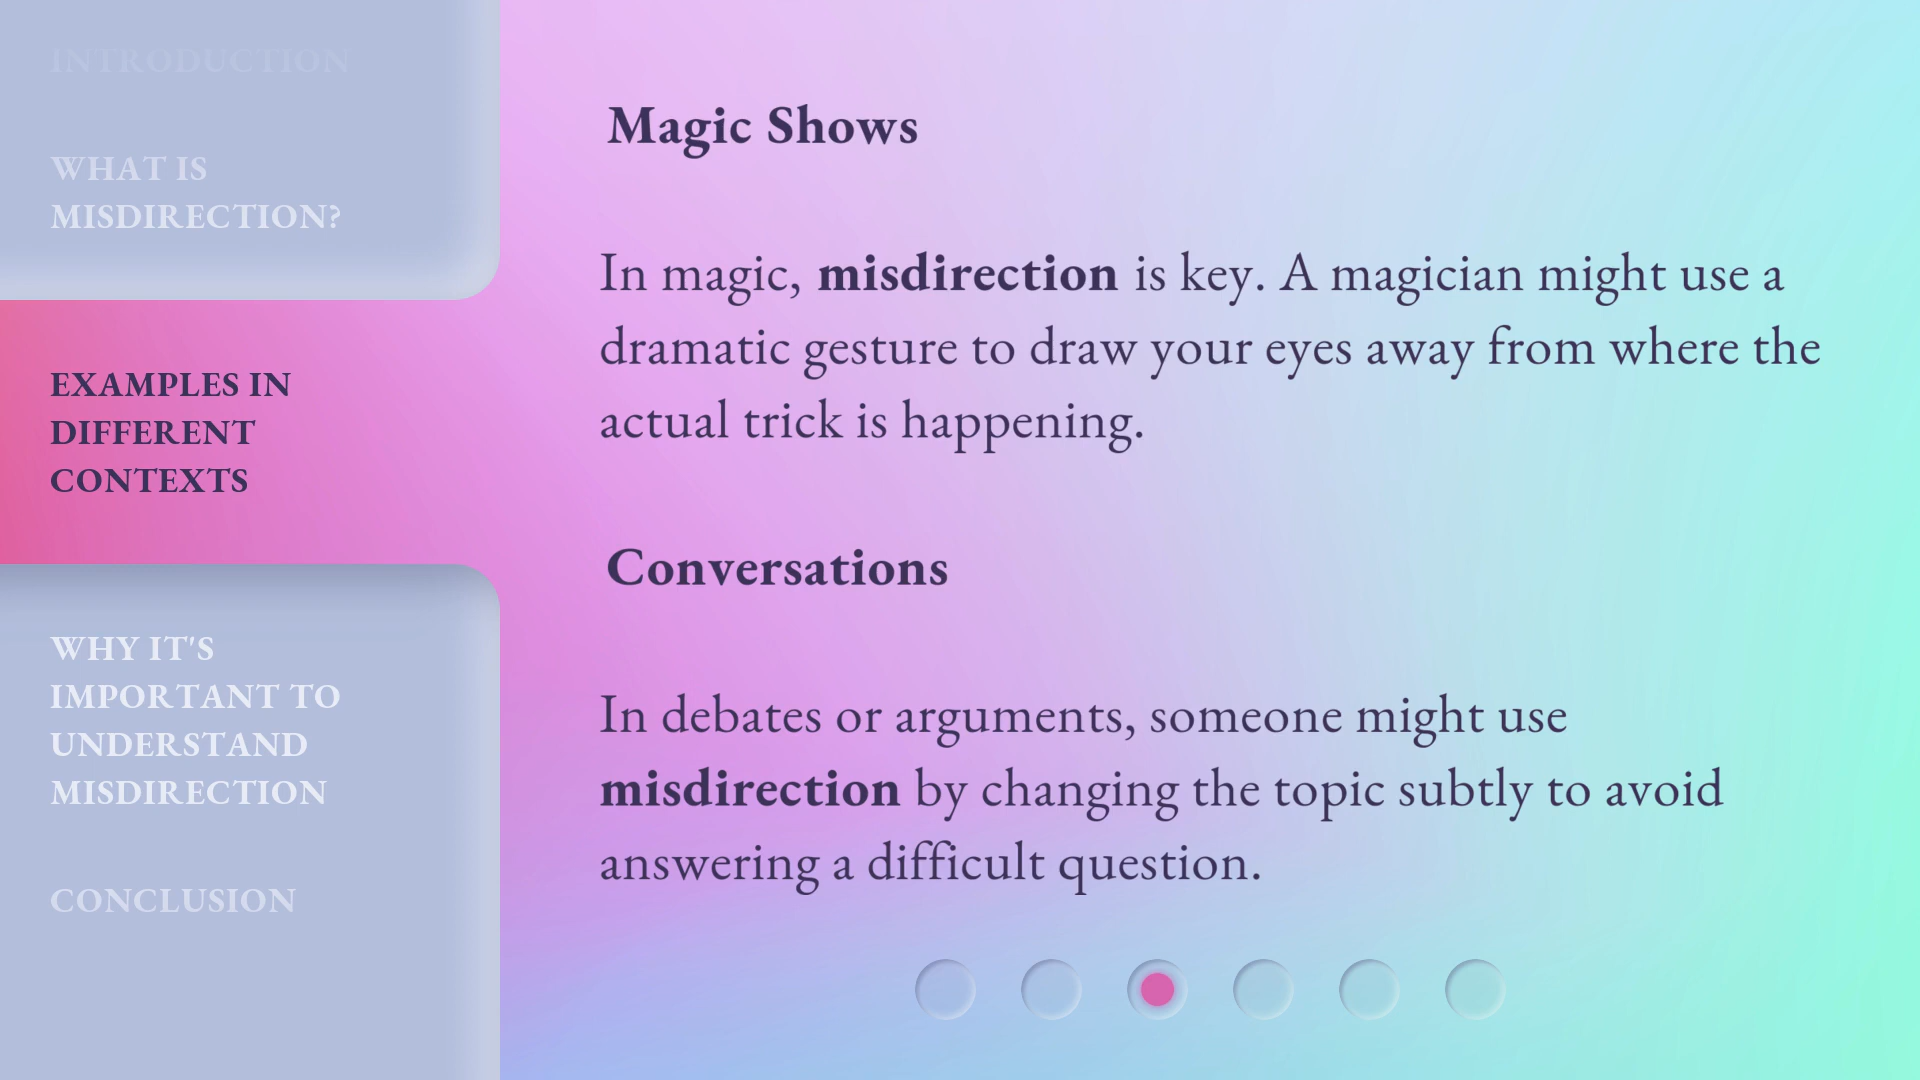 INTRODUCTION
WHAT IS
MISDIRECTION?
EXAMPLES IN
DIFFERENT
CONTEXTS
WHY IT'S
IMPORTANT TO
UNDERSTAND
MISDIRECTION
CONCLUSION
Magic Shows
In magic, misdirection is key. A magician might use a
dramatic gesture to draw your eyes away from where the
actual trick is happening.
Conversations
In debates or arguments, someone might use
misdirection by changing the topic subtly to avoid
answering a difficult question.